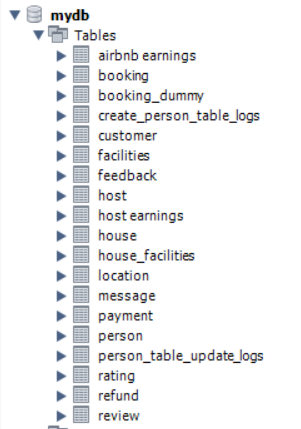 mydb
Tables
airbnb earnings
booking
booking_dummy
create_person_table_logs
customer
facilities
feedback
host
host earnings
house
house_facilities
location
message
payment
person
person_table_update_logs
rating
refund
review